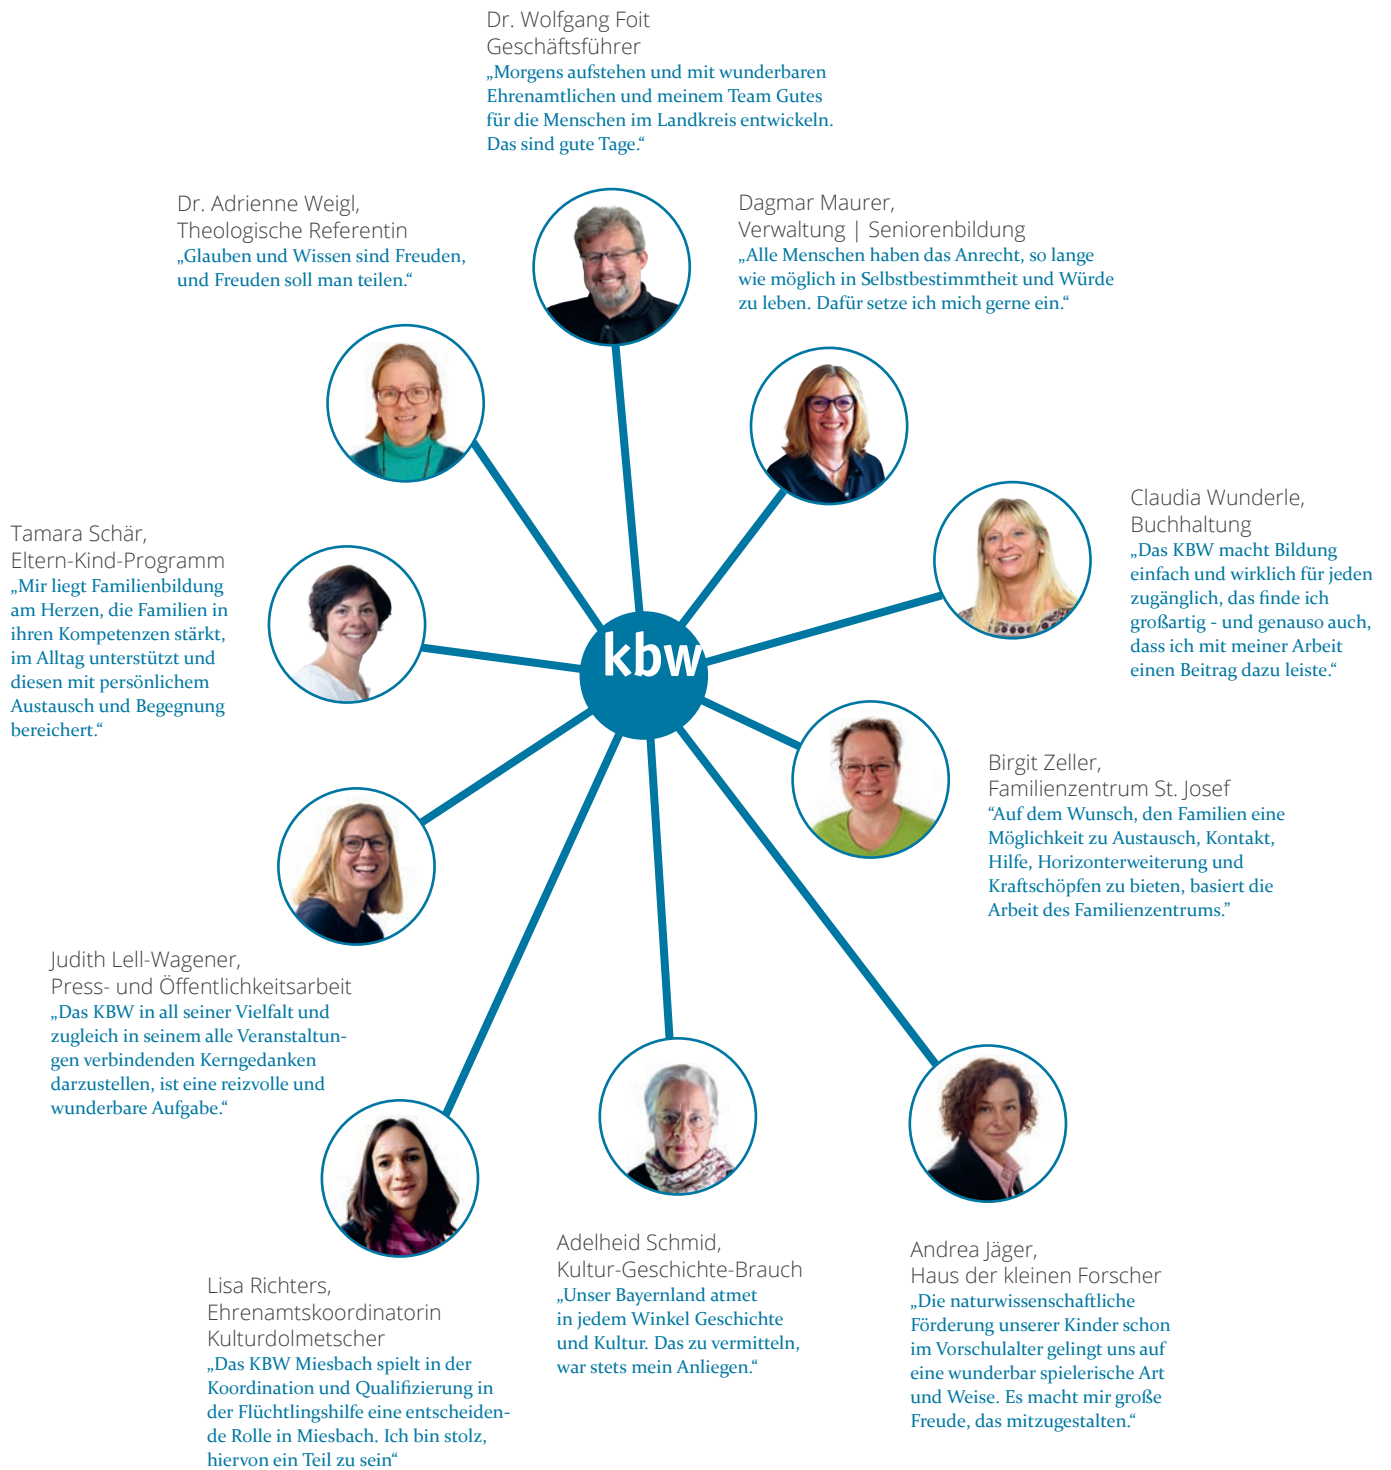 Dr. Wolfgang Foit
Geschäftsführer
„Morgens aufstehen und mit wunderbaren
Ehrenamtlichen und meinem Team Gutes
für die Menschen im Landkreis entwickeln.
Das sind gute Tage.“
Dr. Adrienne Weigl,
Theologische Referentin
„Glauben und Wissen sind Freuden,
und Freuden soll man teilen.“
Dagmar Maurer,
Verwaltung | Seniorenbildung
„Alle Menschen haben das Anrecht, so lange
wie möglich in Selbstbestimmtheit und Würde
zu leben. Dafür setze ich mich gerne ein.“
Claudia Wunderle,
Buchhaltung
„Das KBW macht Bildung
einfach und wirklich für jeden
zugänglich, das finde ich
großartig - und genauso auch,
dass ich mit meiner Arbeit
einen Beitrag dazu leiste.“
Tamara Schär,
Eltern-Kind-Programm
„Mir liegt Familienbildung
am Herzen, die Familien in
ihren Kompetenzen stärkt,
im Alltag unterstützt und
diesen mit persönlichem
Austausch und Begegnung
bereichert.“
kbw
Birgit Zeller,
Familienzentrum St. Josef
“Auf dem Wunsch, den Familien eine
Möglichkeit zu Austausch, Kontakt,
Hilfe, Horizonterweiterung und
Kraftschöpfen zu bieten, basiert die
Arbeit des Familienzentrums.”
Judith Lell-Wagener,
Press- und Öffentlichkeitsarbeit
„Das KBW in all seiner Vielfalt und
zugleich in seinem alle Veranstaltun-
gen verbindenden Kerngedanken
darzustellen, ist eine reizvolle und
wunderbare Aufgabe.“
Lisa Richters,
Ehrenamtskoordinatorin
Kulturdolmetscher
„Das KBW Miesbach spielt in der
Koordination und Qualifizierung in
der Flüchtlingshilfe eine entscheiden-
de Rolle in Miesbach. Ich bin stolz,
hiervon ein Teil zu sein“
Adelheid Schmid,
Kultur-Geschichte-Brauch
„Unser Bayernland atmet
in jedem Winkel Geschichte
und Kultur. Das zu vermitteln,
war stets mein Anliegen.“
Andrea Jäger,
Haus der kleinen Forscher
„Die naturwissenschaftliche
Förderung unserer Kinder schon
im Vorschulalter gelingt uns auf
eine wunderbar spielerische Art
und Weise. Es macht mir große
Freude, das mitzugestalten.“